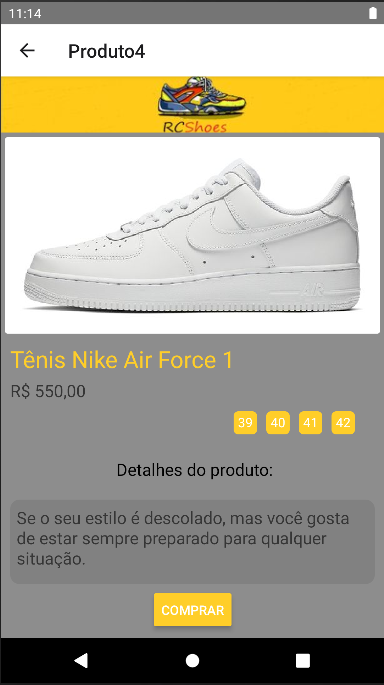 11:14
Produto4
RCShoes
Tênis Nike Air Force 1
R$ 550,00
39 40 41 42
Detalhes do produto:
Se o seu estilo é descolado, mas você gosta
de estar sempre preparado para qualquer
situação.
COMPRAR